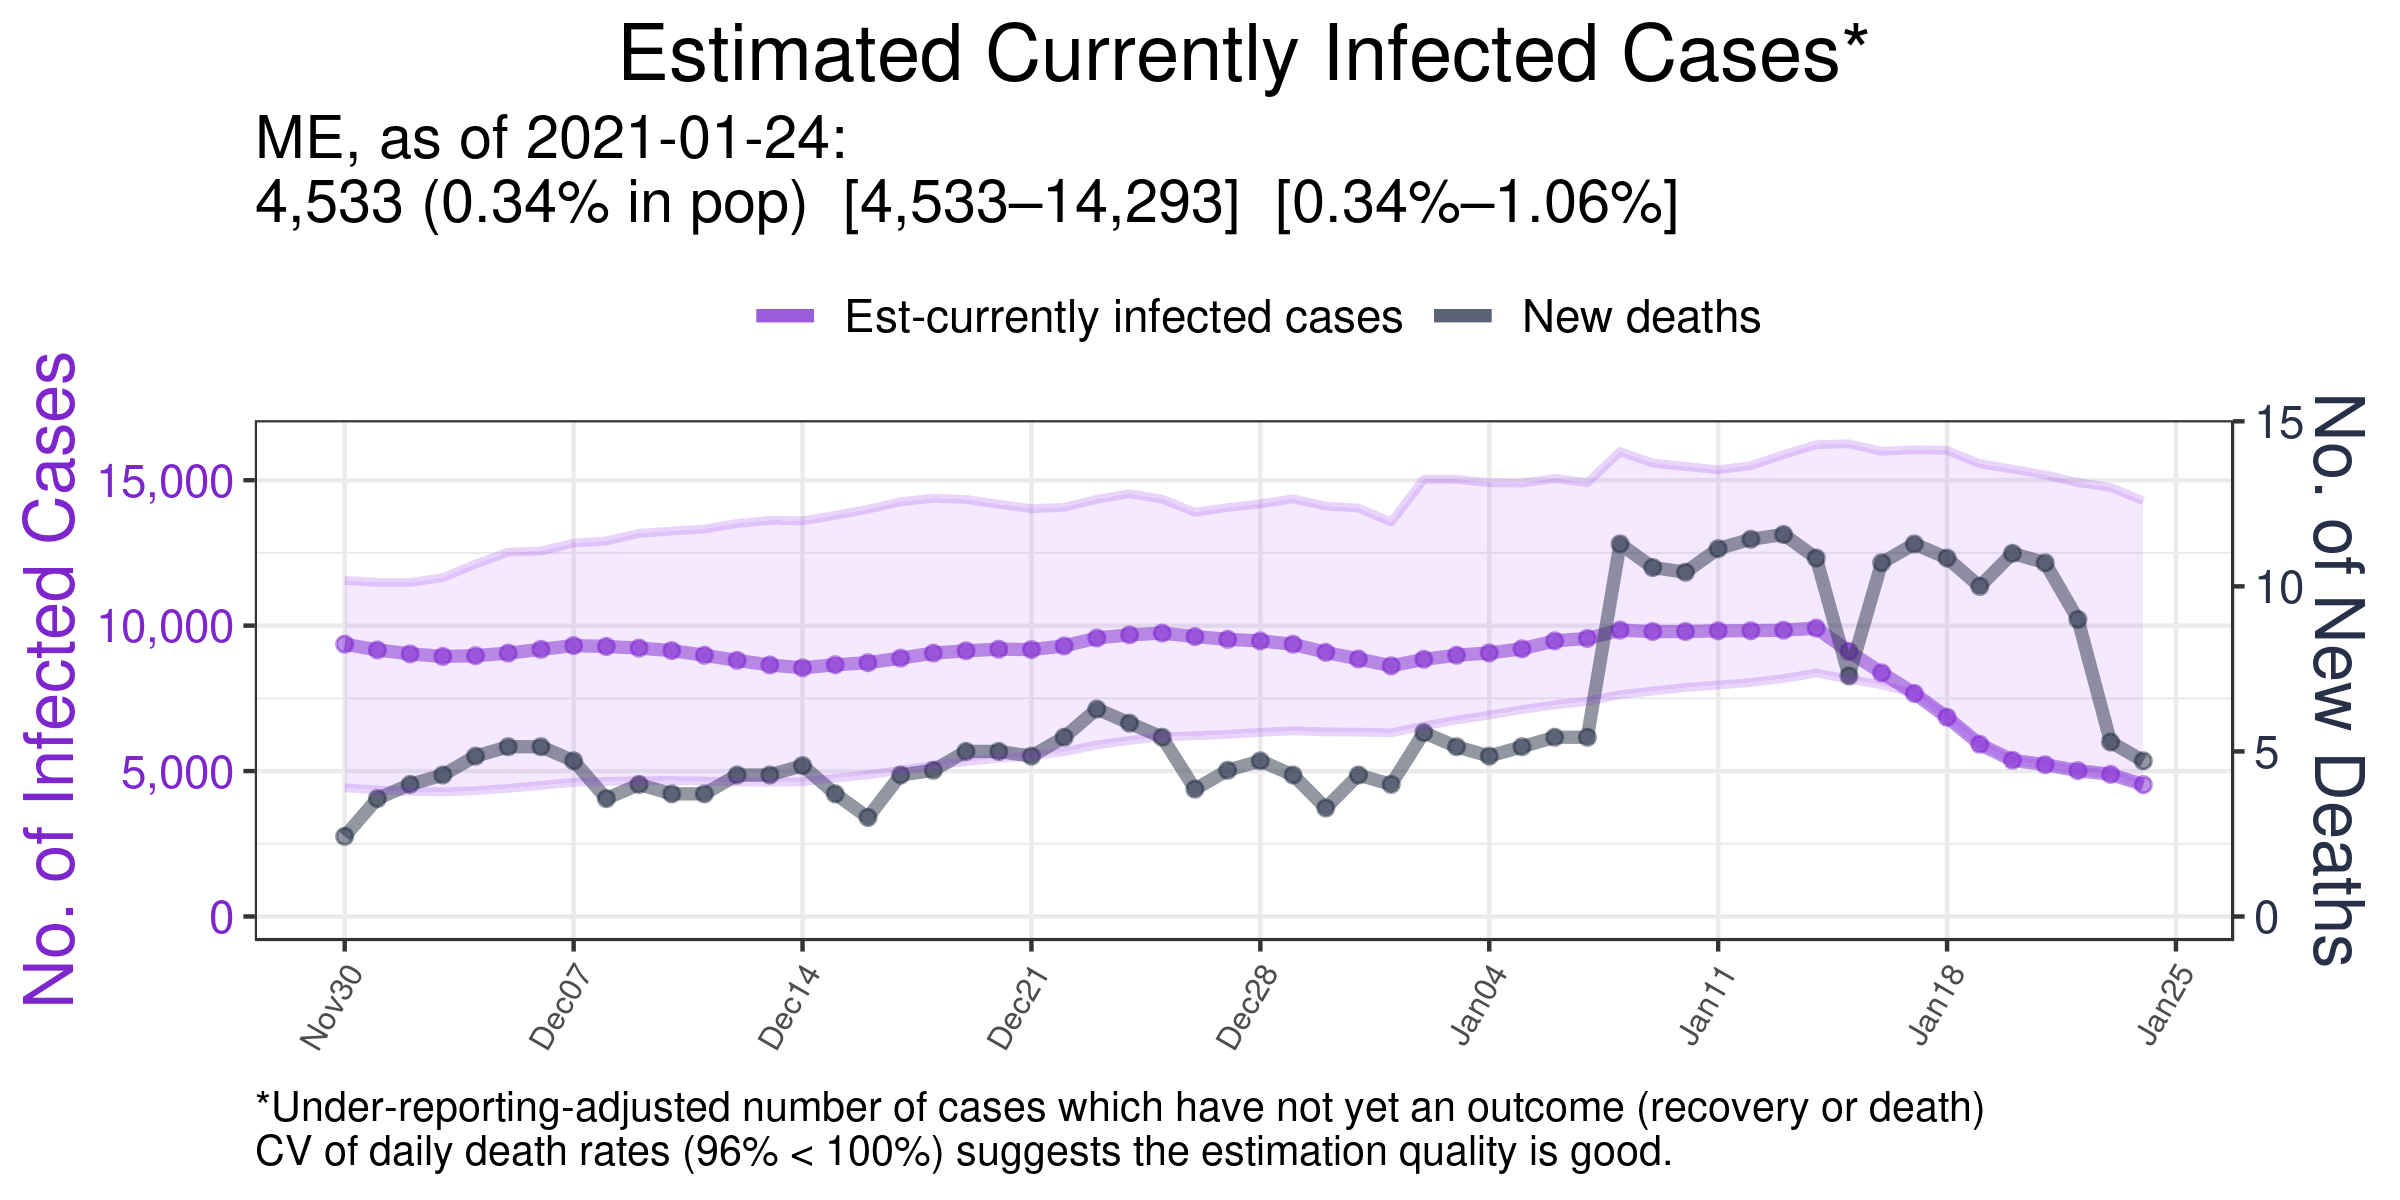 Estimated Currently Infected Cases*
ME, as of 2021-01-24:
4,533 (0.34% in pop)  [4,533–14,293]  [0.34%–1.06%]
Est-currently infected cases
New deaths
No. of Infected Cases
15,000
10,000
5,000
0
15
10
5
0
No. of New Deaths
Nov30
Dec07
Dec14
Dec21
Dec28
Jan04
Jan11
Jan18
Jan25
*Under-reporting-adjusted number of cases which have not yet an outcome (recovery or death)
CV of daily death rates (96% < 100%) suggests the estimation quality is good.